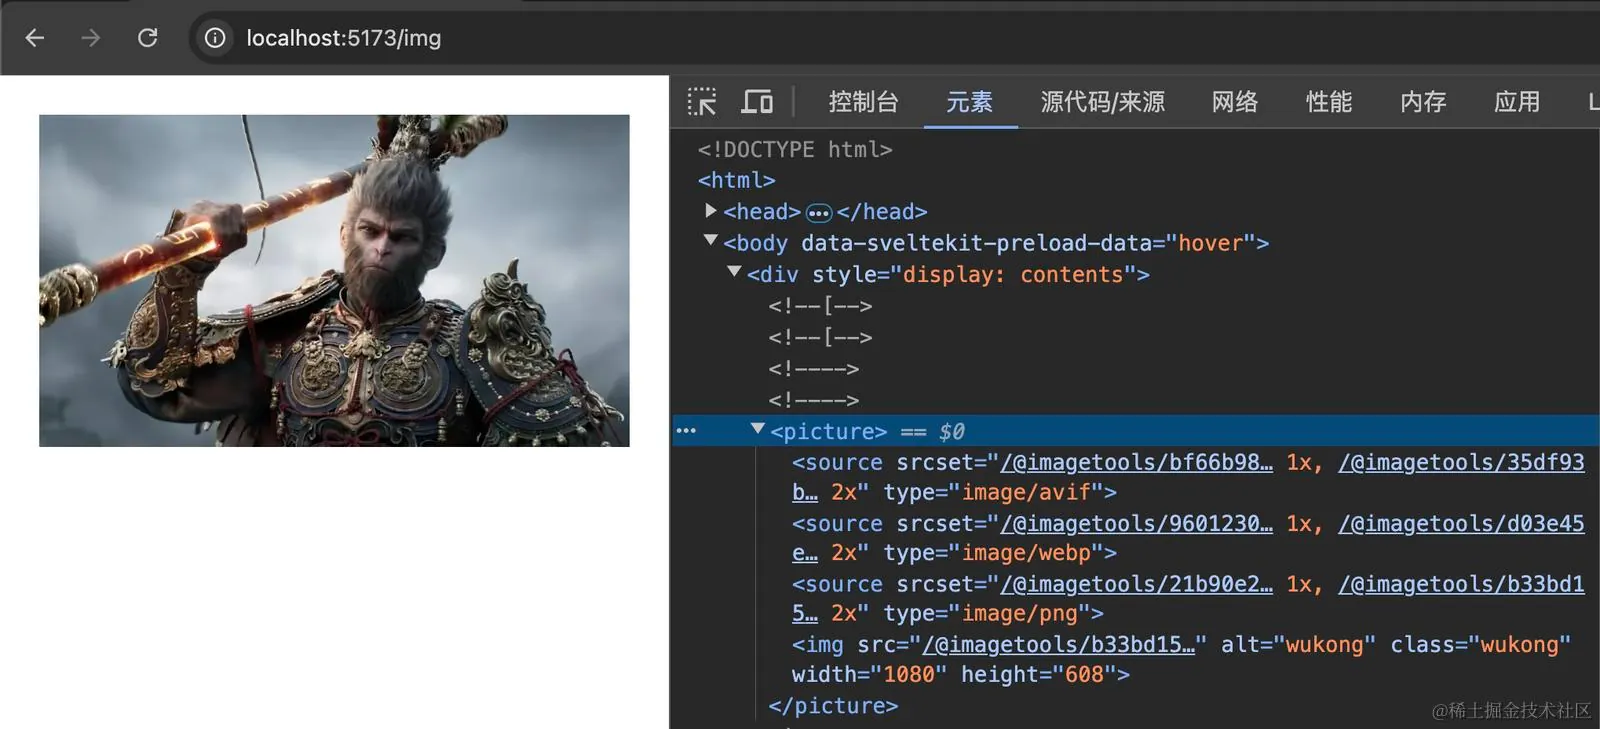 localhost:5173/img
控制台 元素 源代码/来源 网络 性能 内存 应用 L
<!DOCTYPE html>
<html>
<head>•••</head>
<body data-sveltekit-preload-data="hover">
<div style="display: contents">
<!--[-->
<!--[-->
<!---->
<!---->
••• <picture> == $0
<source srcset="/@imagetools/bf66b98… 1x, /@imagetools/35df93
b… 2x" type="image/avif">
<source srcset="/@imagetools/9601230… 1x, /@imagetools/d03e45
e… 2x" type="image/webp">
<source srcset="/@imagetools/21b90e2… 1x, /@imagetools/b33bd1
5… 2x" type="image/png">
<img src="/@imagetools/b33bd15…" alt="wukong" class="wukong"
width="1080" height="608">
</picture>
@稀土掘金技术社区